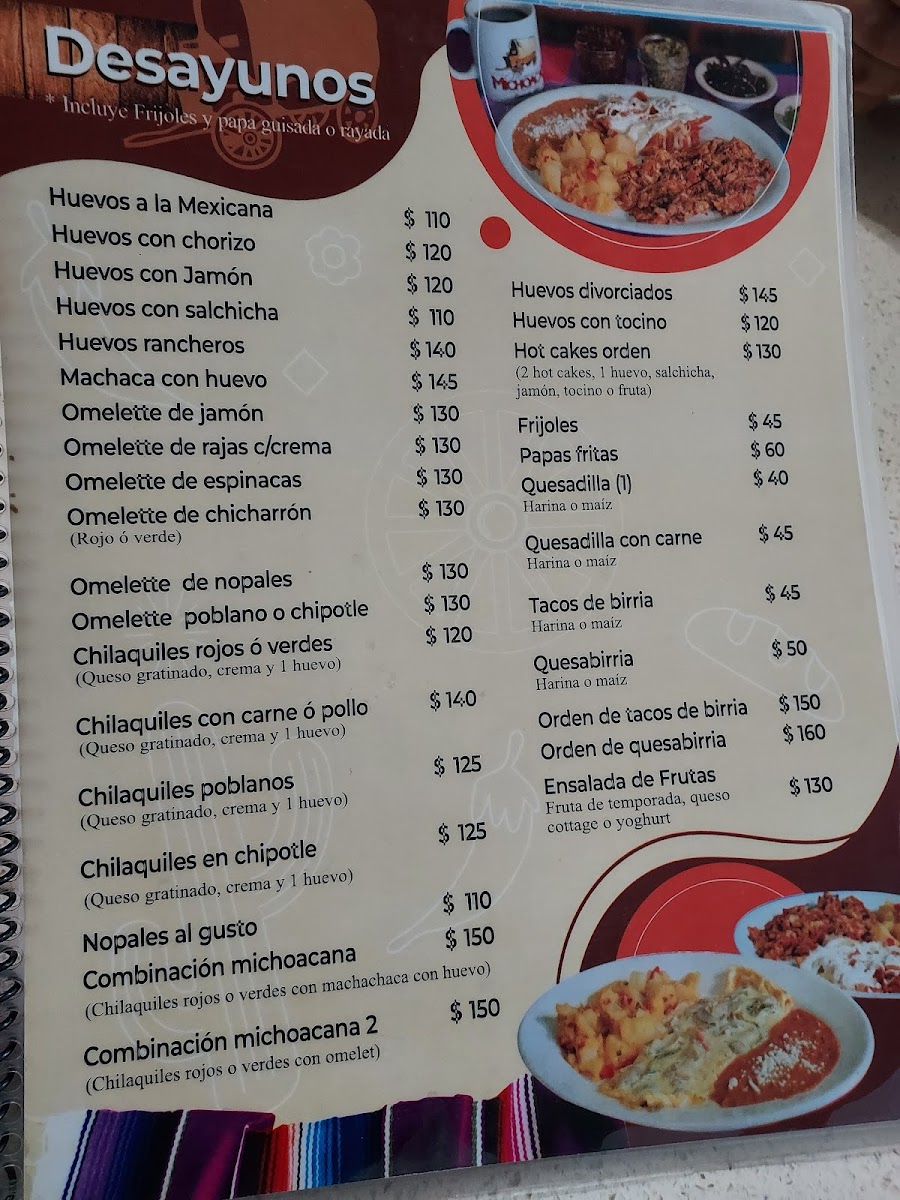 Desayunos
* Incluye Frijoles y papa guisada o rayada
Huevos a la Mexicana $ 110
Huevos con chorizo $ 120
Huevos con Jamón $ 120
Huevos con salchicha $ 110
Huevos rancheros $ 140
Machaca con huevo $ 145
Omelette de jamón $ 130
Omelette de rajas c/crema $ 130
Omelette de espinacas $ 130
Omelette de chicharrón $ 130
(Rojo ó verde)
Omelette de nopales $ 130
Omelette poblano o chipotle $ 130
Chilaquiles rojos ó verdes $ 120
(Queso gratinado, crema y 1 huevo)
Chilaquiles con carne ó pollo $ 140
(Queso gratinado, crema y 1 huevo)
Chilaquiles poblanos $ 125
(Queso gratinado, crema y 1 huevo)
Chilaquiles en chipotle $ 125
(Queso gratinado, crema y 1 huevo)
Nopales al gusto $ 110
Combinación michoacana $ 150
(Chilaquiles rojos o verdes con machachaca con huevo)
Combinación michoacana 2 $ 150
(Chilaquiles rojos o verdes con omelet)
Huevos divorciados $ 145
Huevos con tocino $ 120
Hot cakes orden $ 130
(2 hot cakes, 1 huevo, salchicha,
jamón, tocino o fruta)
Frijoles $ 45
Papas fritas $ 60
Quesadilla (1) $ 40
Harina o maíz
Quesadilla con carne $ 45
Harina o maíz
Tacos de birria $ 45
Harina o maíz
Quesabirria $ 50
Harina o maíz
Orden de tacos de birria $ 150
Orden de quesabirria $ 160
Ensalada de Frutas $ 130
Fruta de temporada, queso
cottage o yoghurt